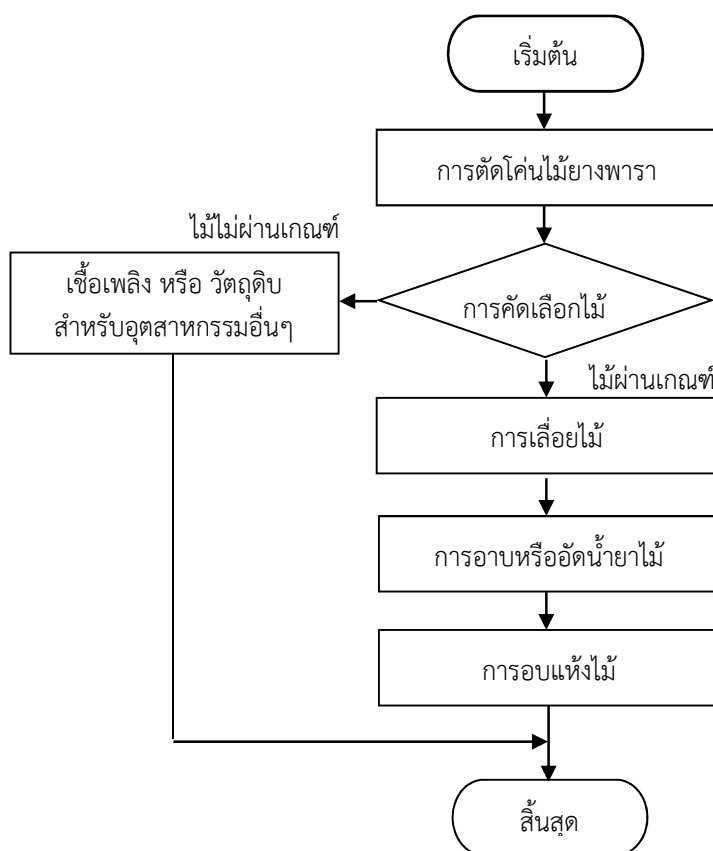 เริ่มต้น
การตัดโค่นไม้ยางพารา
ไม้ไม่ผ่านเกณฑ์
เชื้อเพลิง หรือ วัตถุดิบ
สำหรับอุตสาหกรรมอื่นๆ
การคัดเลือกไม้
ไม้ผ่านเกณฑ์
การเลื่อยไม้
การอาบหรืออัดน้ำยาไม้
การอบแห้งไม้
สิ้นสุด